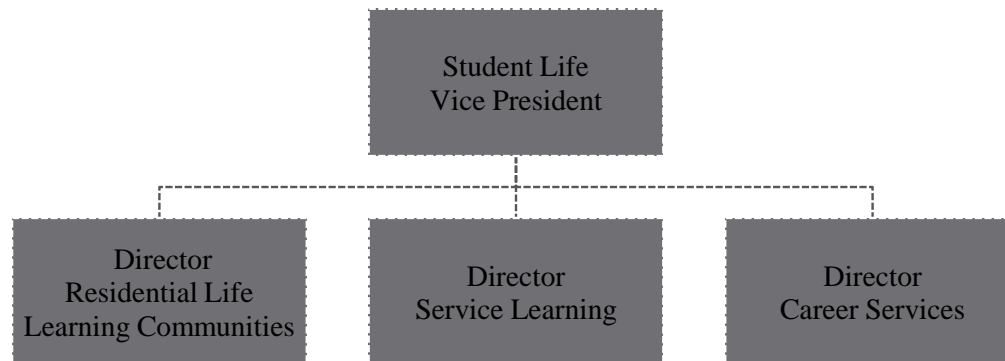 Student Life
Vice President
Director
Residential Life
Learning Communities
Director
Service Learning
Director
Career Services